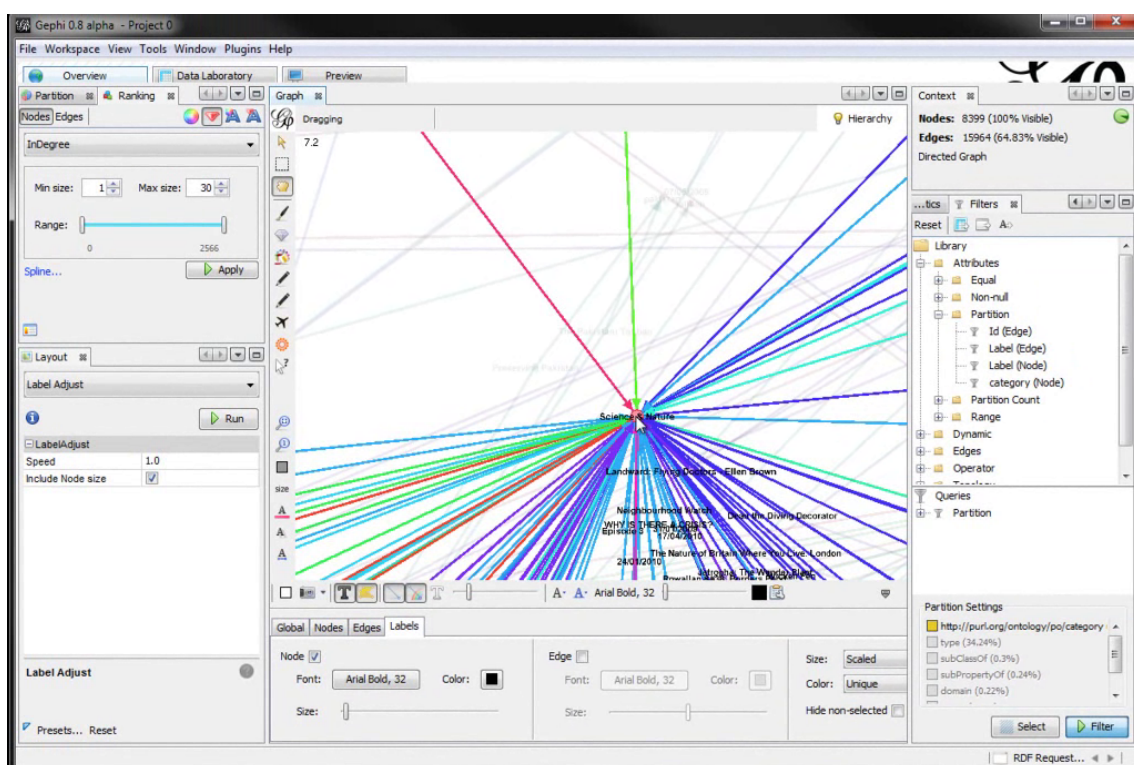 Gephi 0.8 alpha - Project 0
File Workspace View Tools Window Plugins Help
Overview
Data Laboratory
Preview
Partition
Ranking
Nodes Edges
InDegree
Min size: 1
Max size: 30
Range:
0
2566
Spline...
Apply
Layout
Label Adjust
Run
LabelAdjust
Speed 1.0
Include Node size
Label Adjust
Presets... Reset
Graph
Dragging
Hierarchy
7.2
size
A
A
A
Science & Nature
Landward: Flying Doctors - Ellen Brown
Neighbourhood Watch
Dean the Diving Decorator
WHY IS THERE A CRISIS?
Episode 3
17/04/2010
The Nature of Britain Where You Live: London
24/01/2010
A A Arial Bold, 32
Global Nodes Edges Labels
Node
Font: Arial Bold, 32
Color:
Size:
Edge
Font: Arial Bold, 32
Color:
Size:
Size: Scaled
Color: Unique
Hide non-selected
Context
Nodes: 8399 (100% Visible)
Edges: 15964 (64.83% Visible)
Directed Graph
...tics
Filters
Reset
Library
Attributes
Equal
Non-null
Partition
Id (Edge)
Label (Edge)
Label (Node)
category (Node)
Partition Count
Range
Dynamic
Edges
Operator
Queries
Partition
Partition Settings
http://purl.org/ontology/po/category
type (34.24%)
subClassOf (0.3%)
subPropertyOf (0.24%)
domain (0.22%)
Select
Filter
RDF Request...